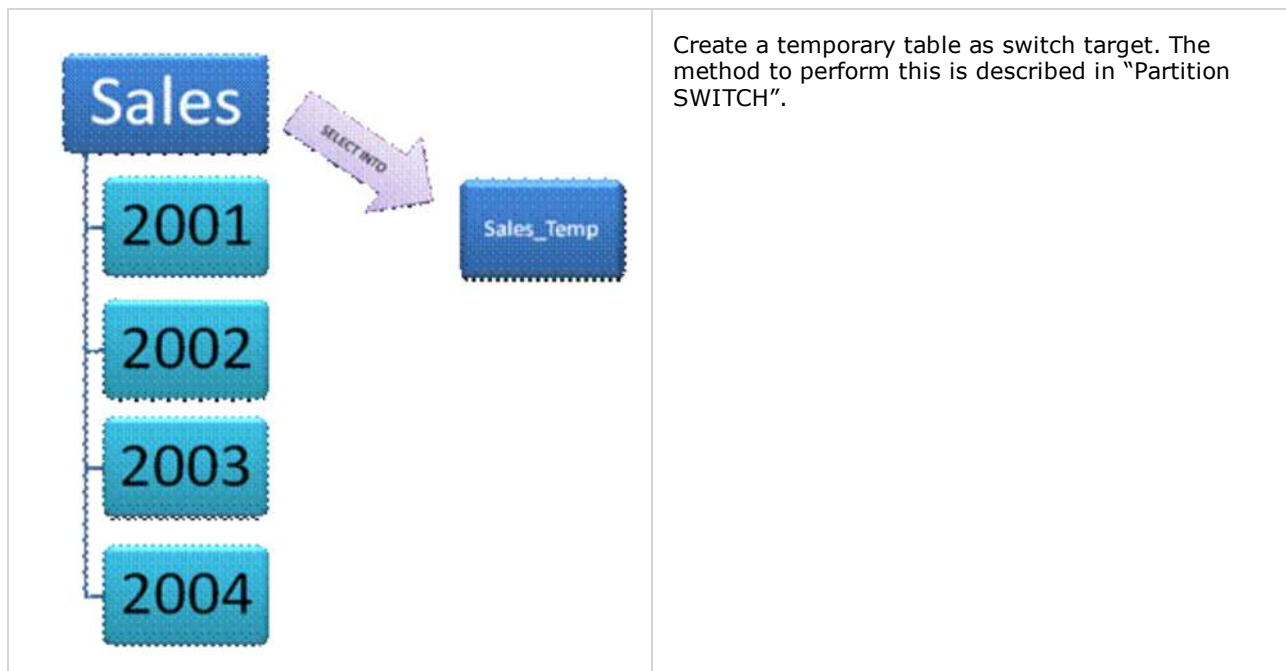 Sales
SELECT INTO
Sales_Temp
2001
2002
2003
2004
Create a temporary table as switch target. The
method to perform this is described in “Partition
SWITCH”.